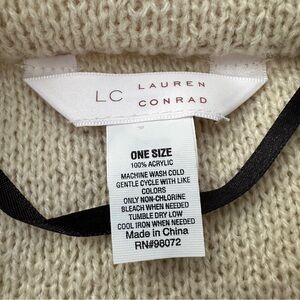 LC LAUREN
CONRAD
ONE SIZE
100% ACRYLIC
MACHINE WASH COLD
GENTLE CYCLE WITH LIKE
COLORS
ONLY NON-CHLORINE
BLEACH WHEN NEEDED
TUMBLE DRY LOW
COOL IRON WHEN NEEDED
Made in China
RN#98072